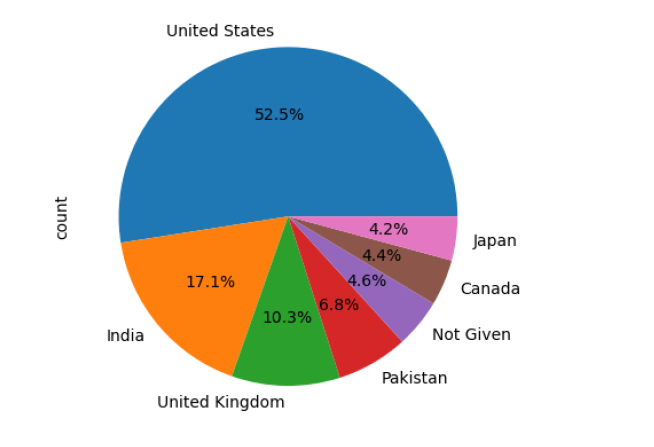 United States
52.5%
count
17.1%
India
10.3%
United Kingdom
6.8%
Pakistan
4.6%
Not Given
4.4%
Canada
4.2%
Japan